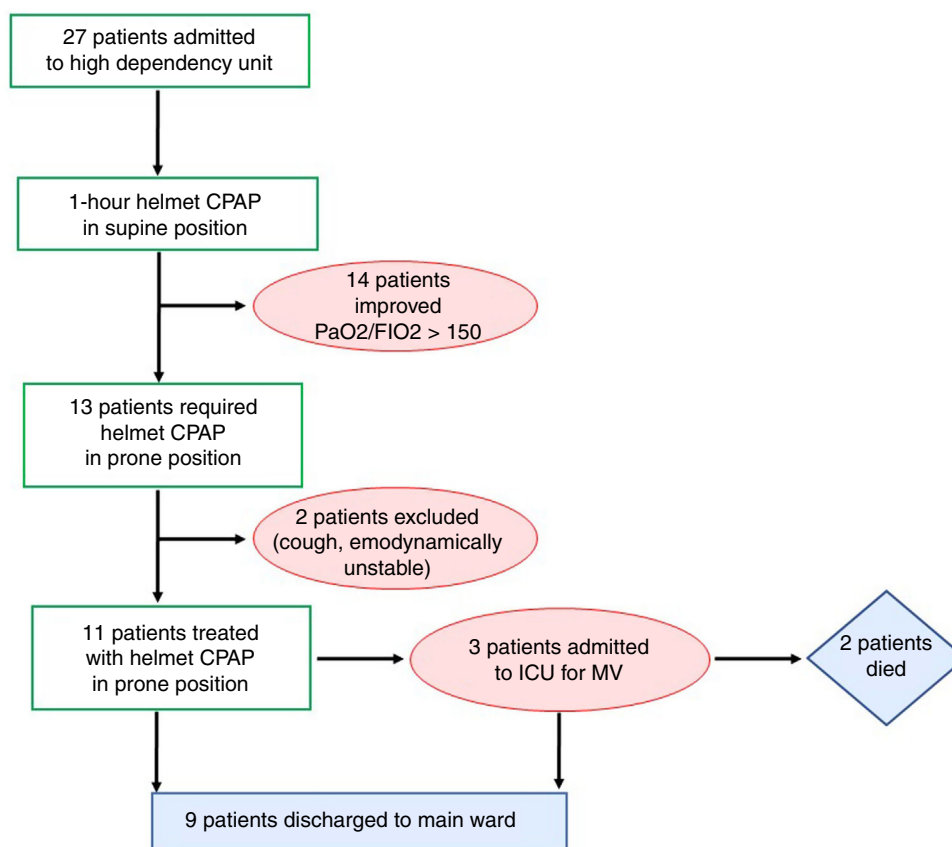 27 patients admitted
to high dependency unit
1-hour helmet CPAP
in supine position
14 patients
improved
PaO2/FIO2 > 150
13 patients required
helmet CPAP
in prone position
2 patients excluded
(cough, emodynamically
unstable)
11 patients treated
with helmet CPAP
in prone position
3 patients admitted
to ICU for MV
2 patients
died
9 patients discharged to main ward